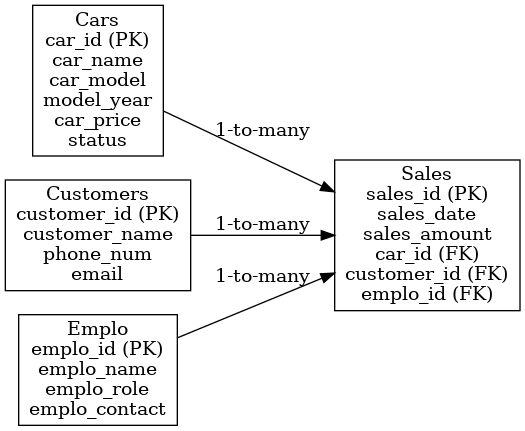 Cars
car_id (PK)
car_name
car_model
model_year
car_price
status
1-to-many
Customers
customer_id (PK)
customer_name
phone_num
email
1-to-many
Emplo
emplo_id (PK)
emplo_name
emplo_role
emplo_contact
1-to-many
Sales
sales_id (PK)
sales_date
sales_amount
car_id (FK)
customer_id (FK)
emplo_id (FK)